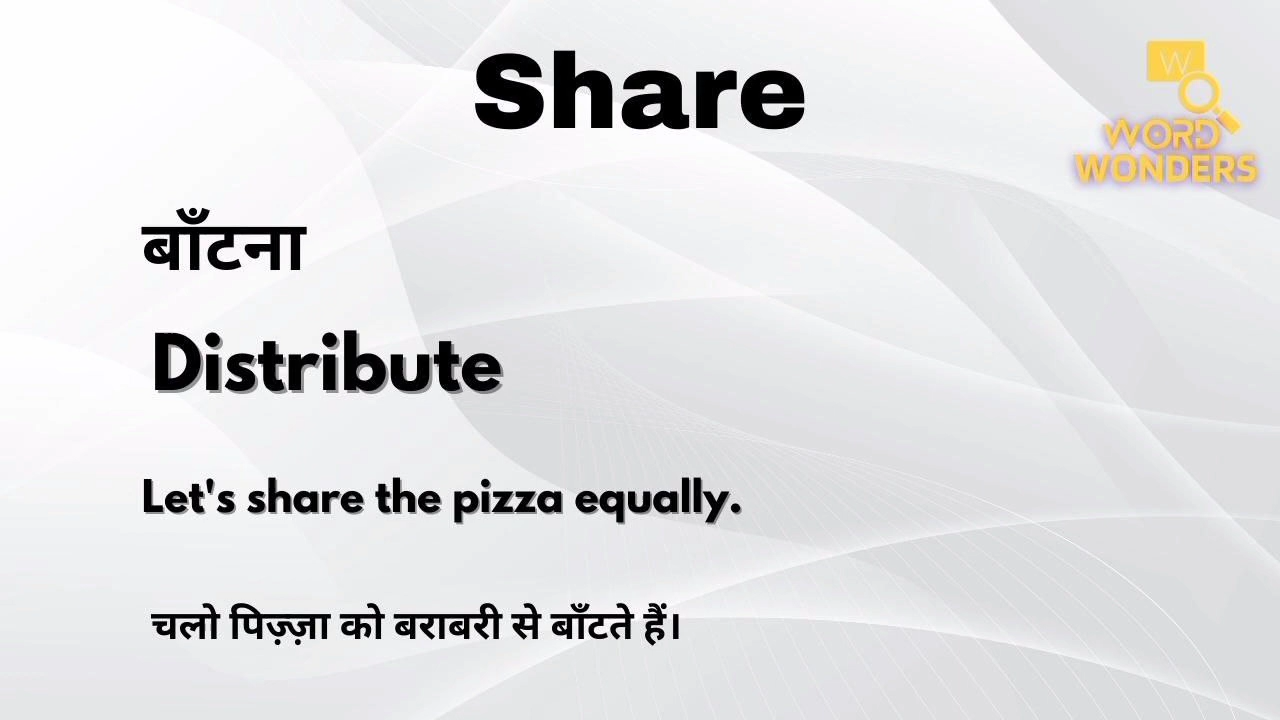 Share
W
WORD
WONDERS
बाँटना
Distribute
Let's share the pizza equally.
चलो पिज़्ज़ा को बराबरी से बाँटते हैं।